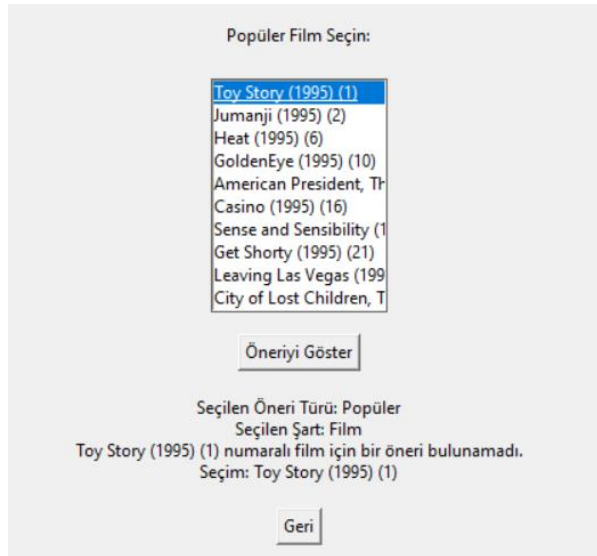 Popüler Film Seçin:
Toy Story (1995) (1)
Jumanji (1995) (2)
Heat (1995) (6)
GoldenEye (1995) (10)
American President, Th
Casino (1995) (16)
Sense and Sensibility (1
Get Shorty (1995) (21)
Leaving Las Vegas (199
City of Lost Children, T
Öneriyi Göster
Seçilen Öneri Türü: Popüler
Seçilen Şart: Film
Toy Story (1995) (1) numaralı film için bir öneri bulunamadı.
Seçim: Toy Story (1995) (1)
Geri